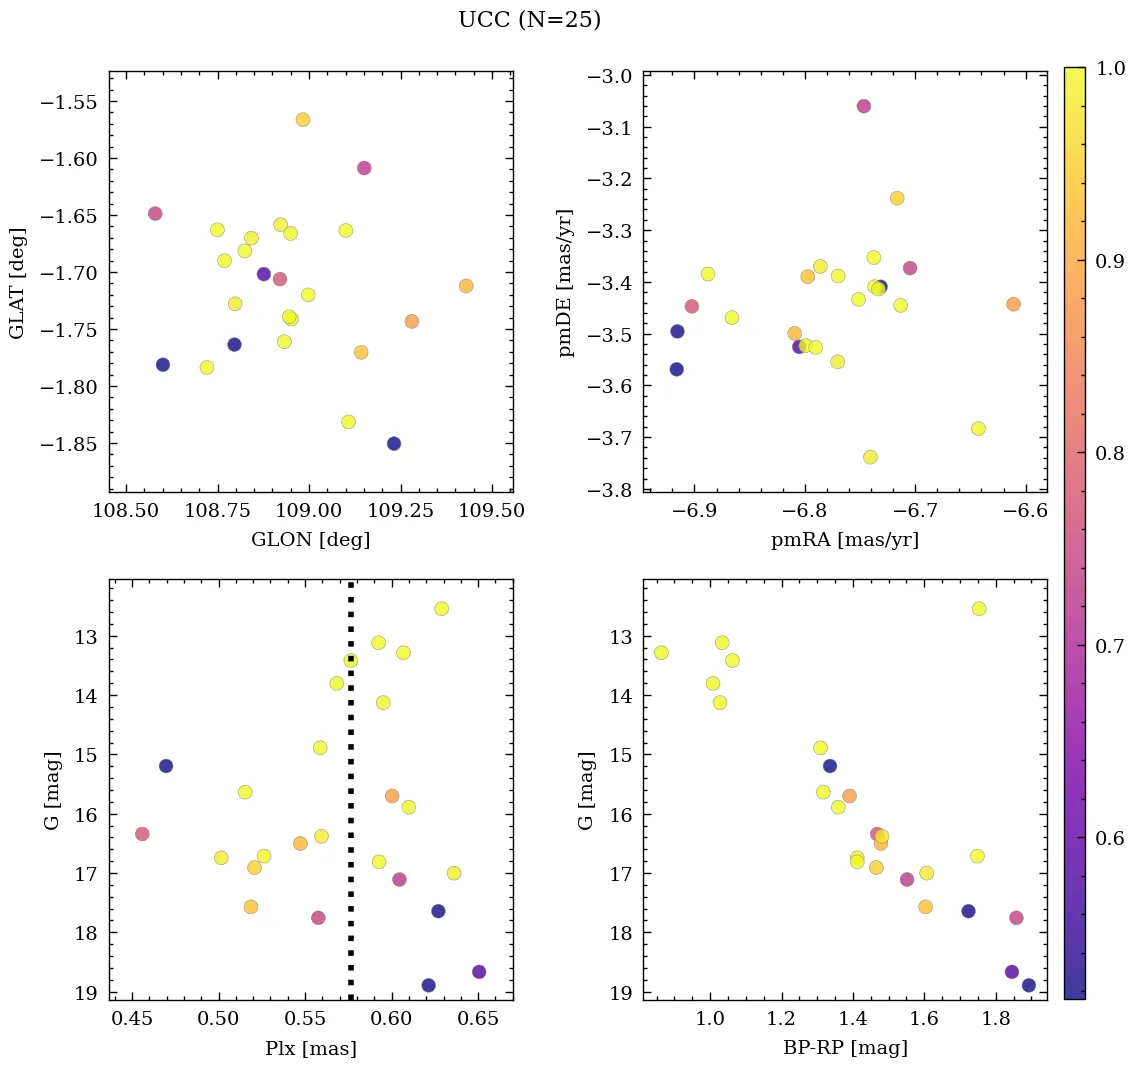 UCC (N=25)
−1.55
−1.60
−1.65
−1.70
−1.75
−1.80
−1.85
GLAT [deg]
108.50 108.75 109.00 109.25 109.50
GLON [deg]
−3.0
−3.1
−3.2
−3.3
−3.4
−3.5
−3.6
−3.7
−3.8
pmDE [mas/yr]
−6.9 −6.8 −6.7 −6.6
pmRA [mas/yr]
13
14
15
16
17
18
19
G [mag]
0.45 0.50 0.55 0.60 0.65
Plx [mas]
13
14
15
16
17
18
19
G [mag]
1.0 1.2 1.4 1.6 1.8
BP-RP [mag]
1.0
0.9
0.8
0.7
0.6